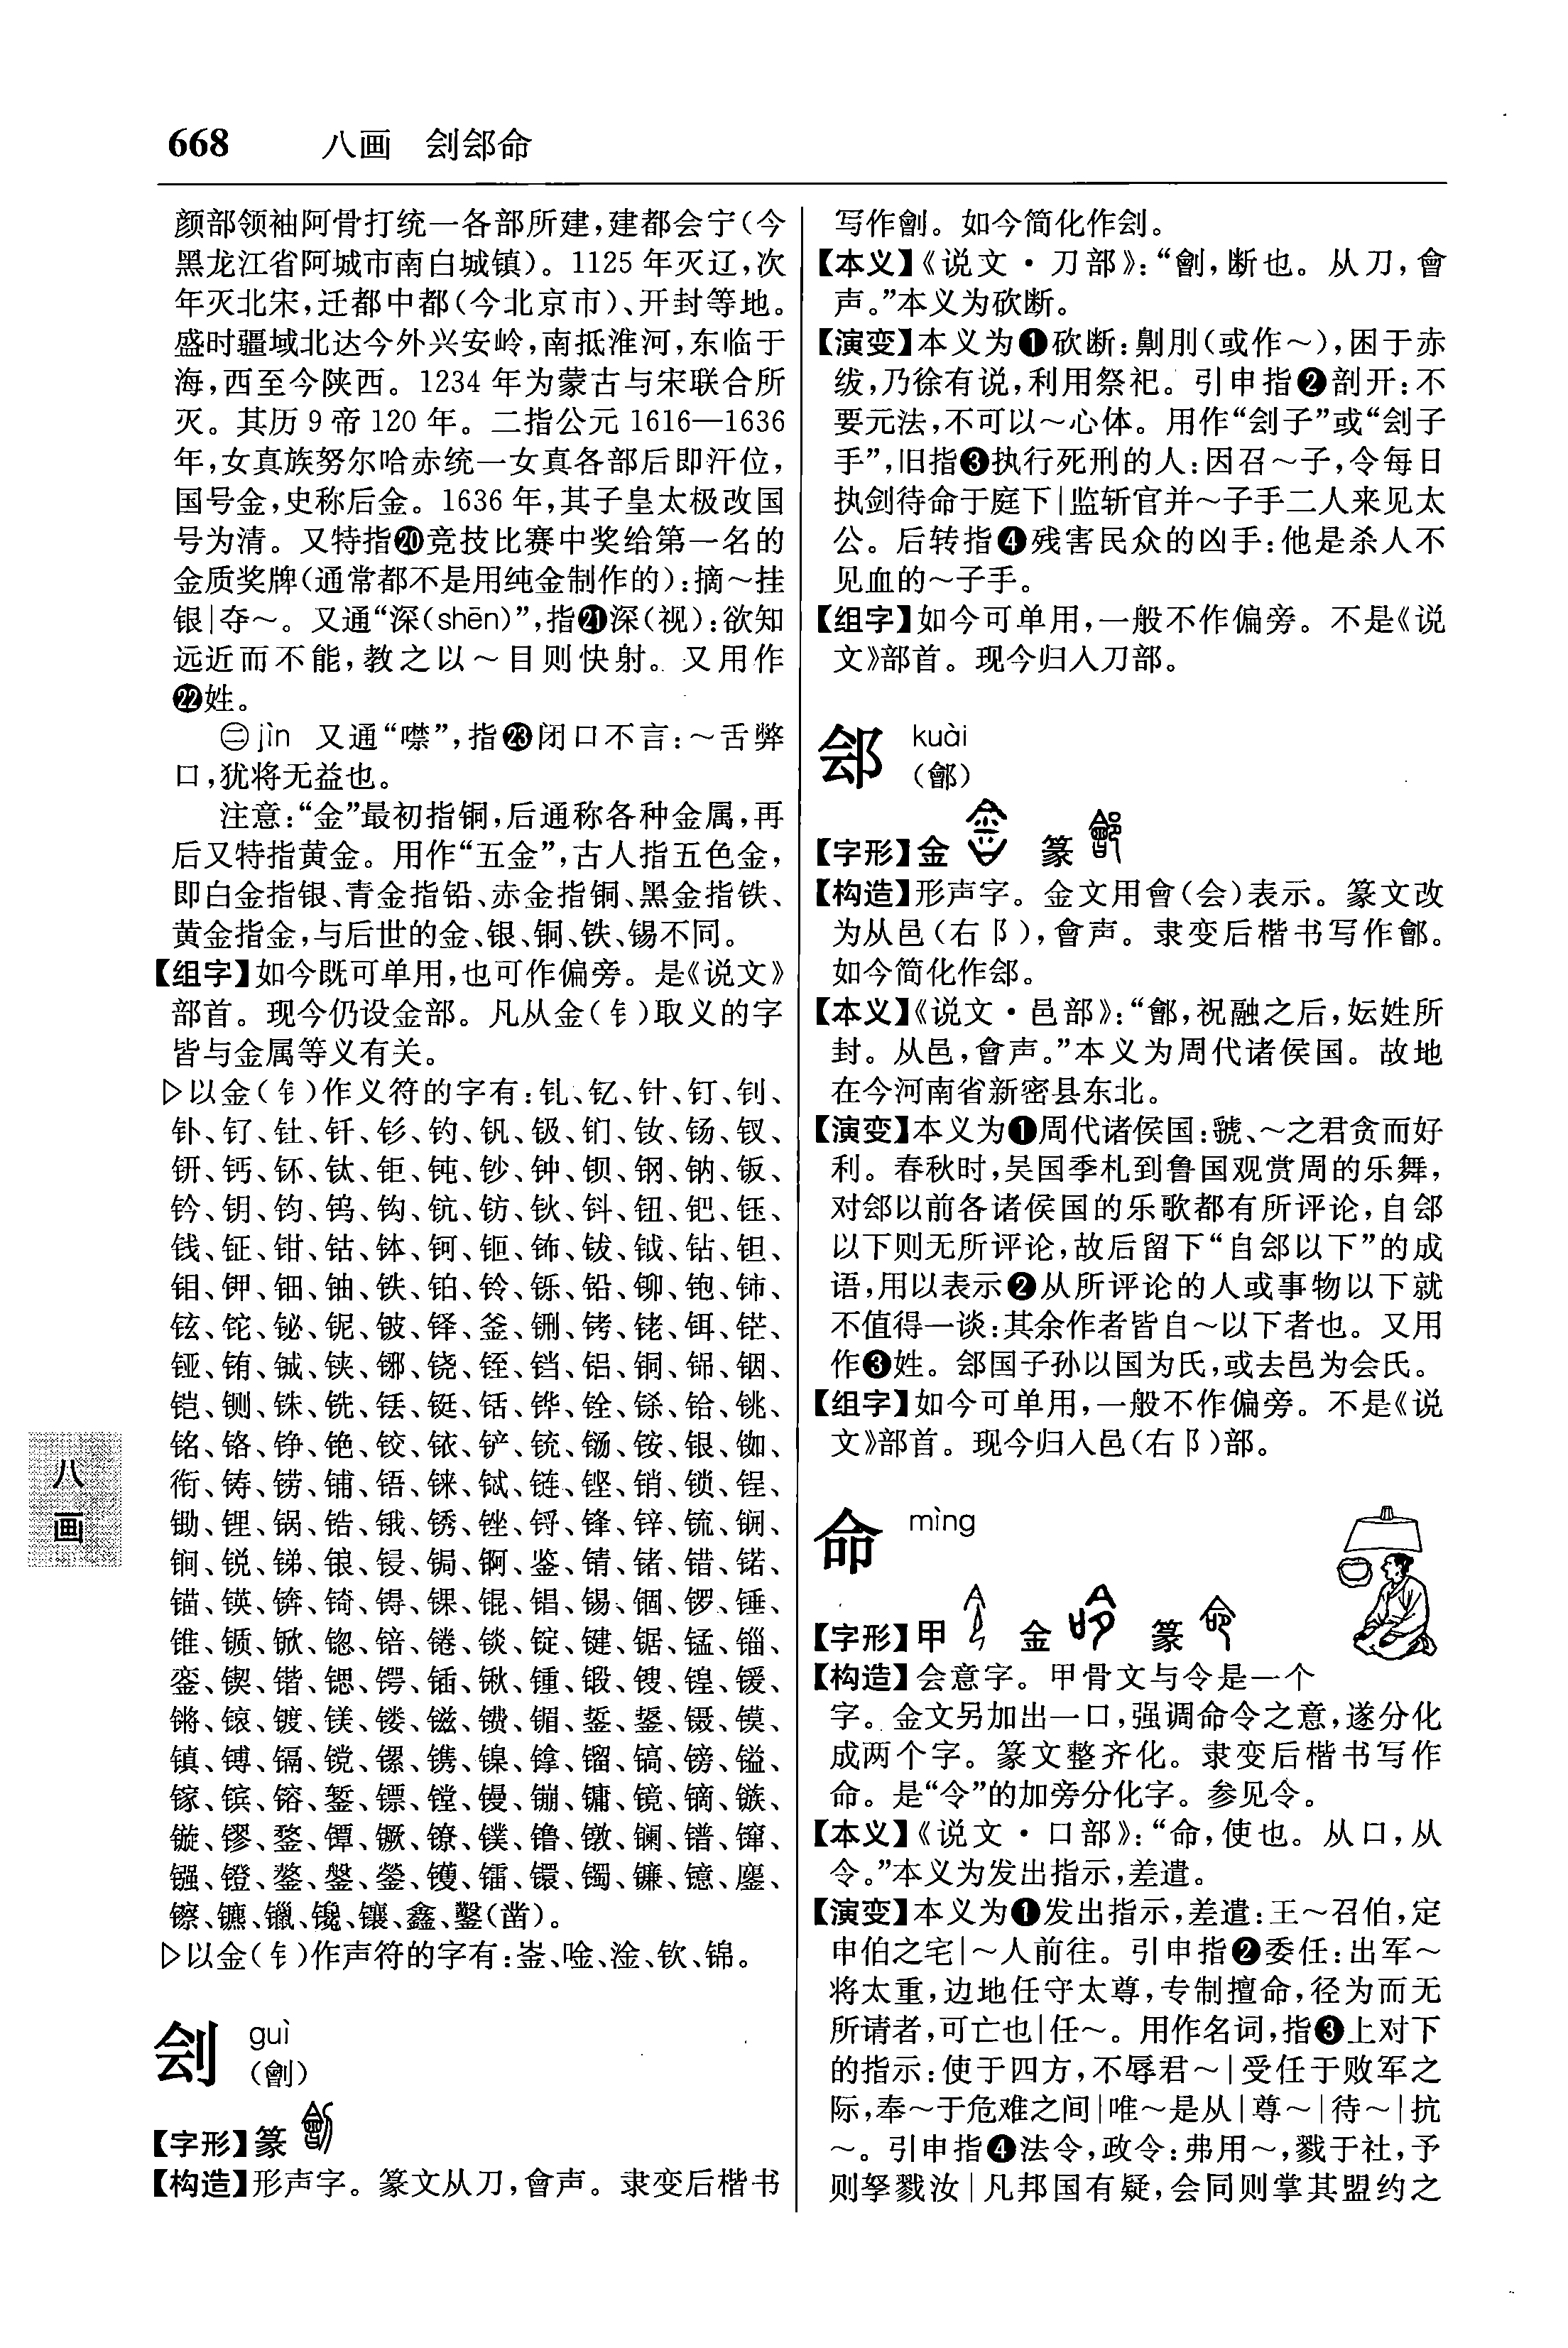 668 八画 刽郐命
颜部领袖阿骨打统一各部所建,建都会宁(今
黑龙江省阿城市南白城镇)。1125年灭辽,次
年灭北宋,迁都中都(今北京市)、开封等地。
盛时疆域北达今外兴安岭,南抵淮河,东临于
海,西至今陕西。1234年为蒙古与宋联合所
灭。其历9帝120年。二指公元1616—1636
年,女真族努尔哈赤统一女真各部后即汗位,
国号金,史称后金。1636年,其子皇太极改国
号为清。又特指⓴竞技比赛中奖给第一名的
金质奖牌(通常都不是用纯金制作的):摘～挂
银|夺～。又通“深(shēn)”,指㉑深(视):欲知
远近而不能,教之以～目则快射。又用作
㉒姓。
㊁jìn 又通“噤”,指㉓闭口不言:～舌弊
口,犹将无益也。
注意:“金”最初指铜,后通称各种金属,再
后又特指黄金。用作“五金”,古人指五色金,
即白金指银、青金指铅、赤金指铜、黑金指铁、
黄金指金,与后世的金、银、铜、铁、锡不同。
【组字】如今既可单用,也可作偏旁。是《说文》
部首。现今仍设金部。凡从金(钅)取义的字
皆与金属等义有关。
▷以金(钅)作义符的字有:钆、钇、针、钉、钊、
钋、钌、钍、钎、钐、钓、钒、钑、钔、钕、钖、钗、
钘、钙、钚、钛、钜、钝、钞、钟、钡、钢、钠、钣、
钤、钥、钧、钨、钩、钪、钫、钬、钭、钮、钯、钰、
钱、钲、钳、钴、钵、钶、钷、钸、钹、钺、钻、钽、
钼、钾、钿、铀、铁、铂、铃、铄、铅、铆、铇、铈、
铉、铊、铋、铌、铍、铎、釜、铏、铐、铑、铒、铓、
铔、铕、铖、铗、铘、铙、铚、铛、铝、铜、铞、铟、
铠、铡、铢、铣、铥、铤、铦、铧、铨、铩、铪、铫、
铭、铬、铮、铯、铰、铱、铲、铳、铴、铵、银、铷、
衔、铸、铹、铺、铻、铼、铽、链、铿、销、锁、锃、
锄、锂、锅、锆、锇、锈、锉、锊、锋、锌、锍、锎、
锏、锐、锑、锒、锓、锔、锕、鉴、锖、锗、错、锘、
锚、锳、锛、锜、锝、锞、锟、锠、锡、锢、锣、锤、
锥、锧、锨、锪、锫、锩、锬、锭、键、锯、锰、锱、
銮、锲、锴、锶、锷、锸、锹、锺、锻、锼、锽、锾、
锵、锿、镀、镁、镂、镃、镄、镅、錾、鍪、镊、镆、
镇、镈、镉、镋、镙、镌、镍、镎、镏、镐、镑、镒、
镓、镔、镕、錾、镖、镗、镘、镚、镛、镜、镝、镞、
镟、镠、鍪、镡、镢、镣、镤、镥、镦、镧、镨、镩、
镪、镫、鏊、鎜、蓥、镬、镭、镮、镯、镰、镱、鏖、
镲、镳、镴、镵、镶、鑫、鑿(凿)。
▷以金(钅)作声符的字有:崟、唫、淦、钦、锦。
刽 guì
(劊)
【字形】篆
【构造】形声字。篆文从刀,會声。隶变后楷书
写作劊。如今简化作刽。
【本义】《说文·刀部》:“劊,断也。从刀,會
声。”本义为砍断。
【演变】本义为❶砍断:劓刖(或作～),困于赤
绂,乃徐有说,利用祭祀。引申指❷剖开:不
要元法,不可以～心体。用作“刽子”或“刽子
手”,旧指❸执行死刑的人:因召～子,令每日
执剑待命于庭下|监斩官并～子手二人来见太
公。后转指❹残害民众的凶手:他是杀人不
见血的～子手。
【组字】如今可单用,一般不作偏旁。不是《说
文》部首。现今归入刀部。
郐 kuài
(鄶)
【字形】金 篆
【构造】形声字。金文用會(会)表示。篆文改
为从邑(右阝),會声。隶变后楷书写作鄶。
如今简化作郐。
【本义】《说文·邑部》:“鄶,祝融之后,妘姓所
封。从邑,會声。”本义为周代诸侯国。故地
在今河南省新密县东北。
【演变】本义为❶周代诸侯国:虢、～之君贪而好
利。春秋时,吴国季札到鲁国观赏周的乐舞,
对郐以前各诸侯国的乐歌都有所评论,自郐
以下则无所评论,故后留下“自郐以下”的成
语,用以表示❷从所评论的人或事物以下就
不值得一谈:其余作者皆自～以下者也。又用
作❸姓。郐国子孙以国为氏,或去邑为会氏。
【组字】如今可单用,一般不作偏旁。不是《说
文》部首。现今归入邑(右阝)部。
命 mìng
【字形】甲 金 篆
【构造】会意字。甲骨文与令是一个
字。金文另加出一口,强调命令之意,遂分化
成两个字。篆文整齐化。隶变后楷书写作
命。是“令”的加旁分化字。参见令。
【本义】《说文·口部》:“命,使也。从口,从
令。”本义为发出指示,差遣。
【演变】本义为❶发出指示,差遣:王～召伯,定
申伯之宅|～人前往。引申指❷委任:出军～
将太重,边地任守太尊,专制擅命,径为而无
所请者,可亡也|任～。用作名词,指❸上对下
的指示:使于四方,不辱君～|受任于败军之
际,奉～于危难之间|唯～是从|尊～|待～|抗
～。引申指❹法令,政令:弗用～,戮于社,予
则孥戮汝|凡邦国有疑,会同则掌其盟约之
八画